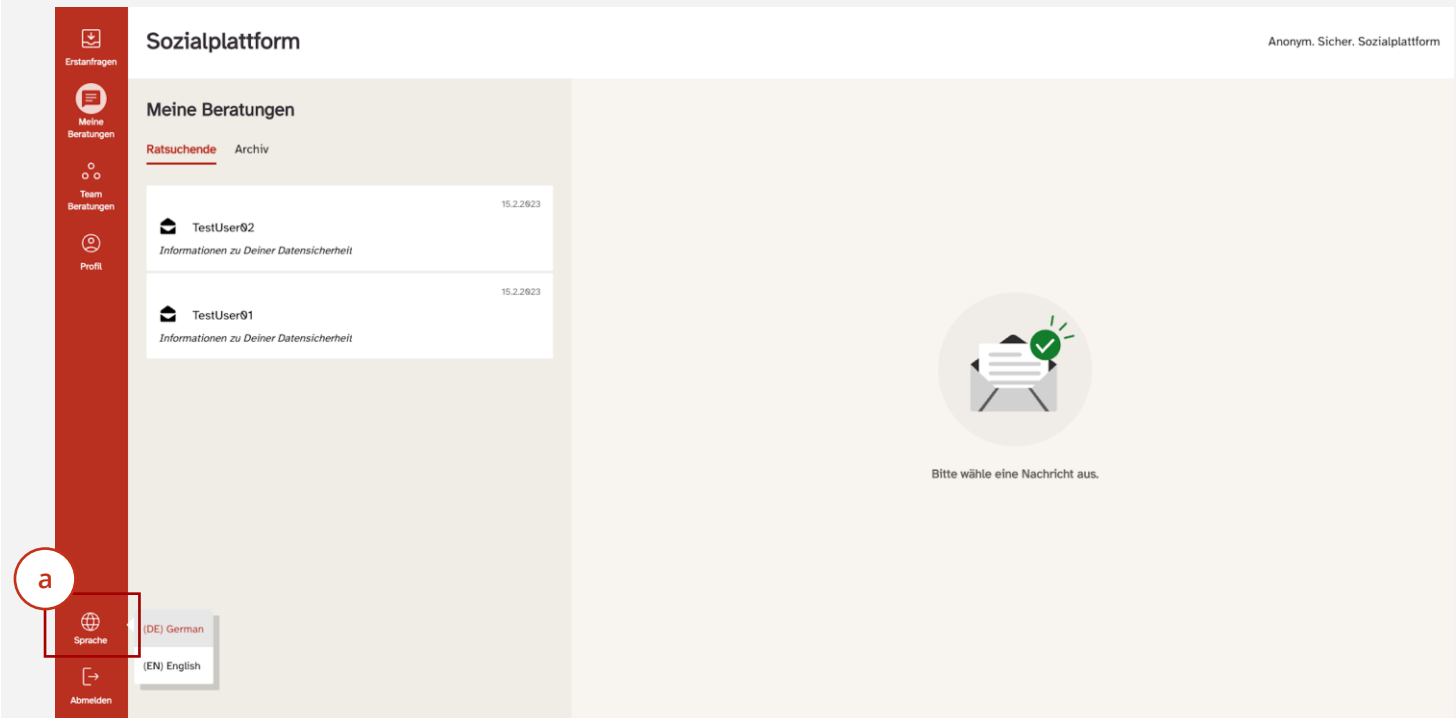 Sozialplattform
Anonym. Sicher. Sozialplattform
Erstanfragen
Meine
Beratungen
Team
Beratungen
Profil
Meine Beratungen
Ratsuchende Archiv
15.2.2023
TestUser02
Informationen zu Deiner Datensicherheit
15.2.2023
TestUser01
Informationen zu Deiner Datensicherheit
Bitte wähle eine Nachricht aus.
a
Sprache
(DE) German
(EN) English
Abmelden